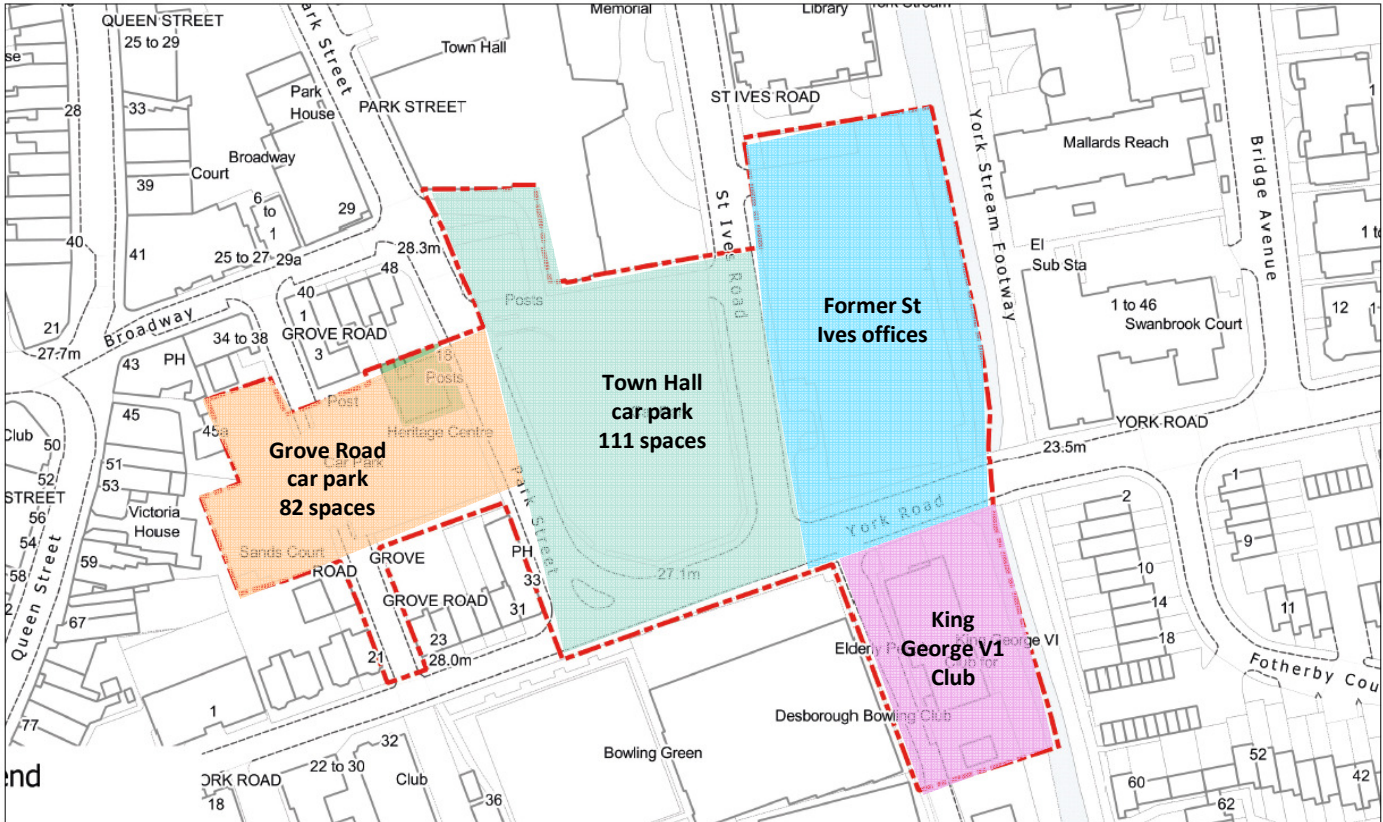 QUEEN STREET
25 to 29
Park Street
Memorial
Library
York Stream
Town Hall
se
33
28
Park
House
PARK STREET
ST IVES ROAD
Mallards Reach
Broadway
Court
39
6
to
1
29
40
41
25 to 27
29a
28.3m
St Ives Road
York Stream Footway
Bridge Avenue
El
Sub Sta
48
40
1
GROVE ROAD
3
Posts
Former St
Ives offices
1 to 46
Swanbrook Court
12
21
27.7m
Broadway
34 to 38
PH
43
18
Posts
Post
Town Hall
car park
111 spaces
45
45a
Heritage Centre
Club
50
Grove Road
car park
82 spaces
Car Park
YORK ROAD
23.5m
52
51
53
STREET
56
54
Victoria
House
Park Street
York Road
1
2
9
58
59
Sands Court
GROVE
ROAD
PH
33
27.1m
10
Queen Street
67
GROVE ROAD
31
14
11
18
23
21
28.0m
King
George V1
Club
King George VI
Club for
Elderly
Fotherby Cou
77
1
Desborough Bowling Club
end
32
22 to 30
Club
Bowling Green
52
42
ORK ROAD
18
36
60
62